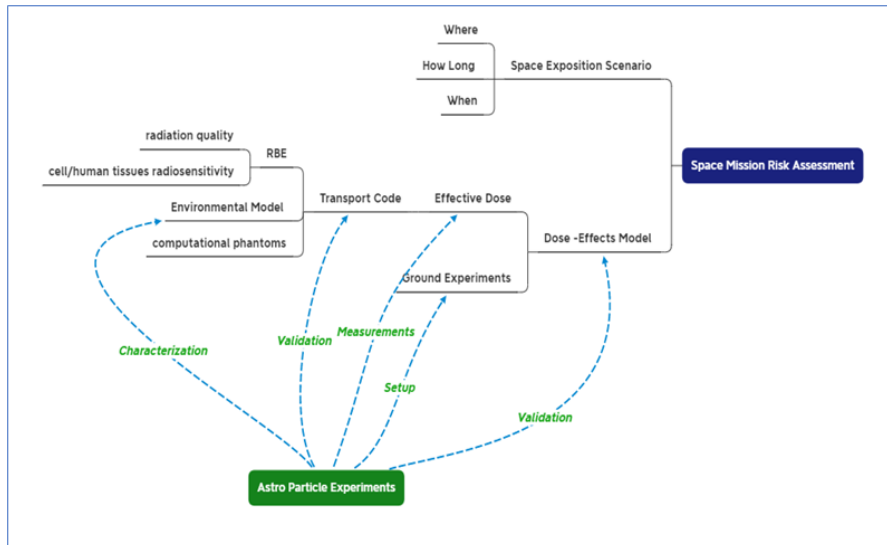 Where
How Long
Space Exposition Scenario
When
radiation quality
RBE
cell/human tissues radiosensitivity
Space Mission Risk Assessment
Environmental Model
Transport Code
Effective Dose
computational phantoms
Dose -Effects Model
Ground Experiments
Characterization
Validation
Measurements
Setup
Validation
Astro Particle Experiments